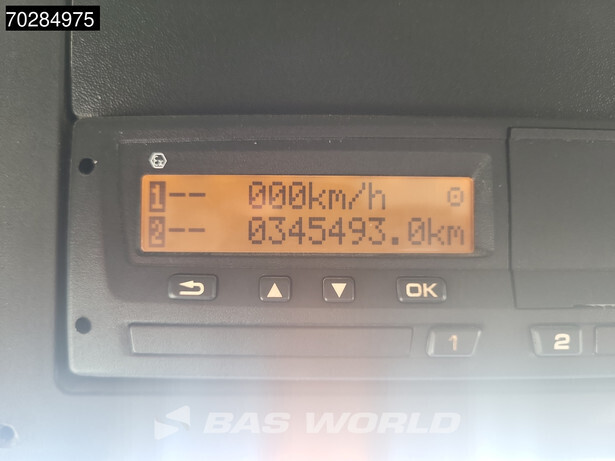 70284975
1-- 000km/h
2-- 0345493.0km
OK
1
2
BAS WORLD